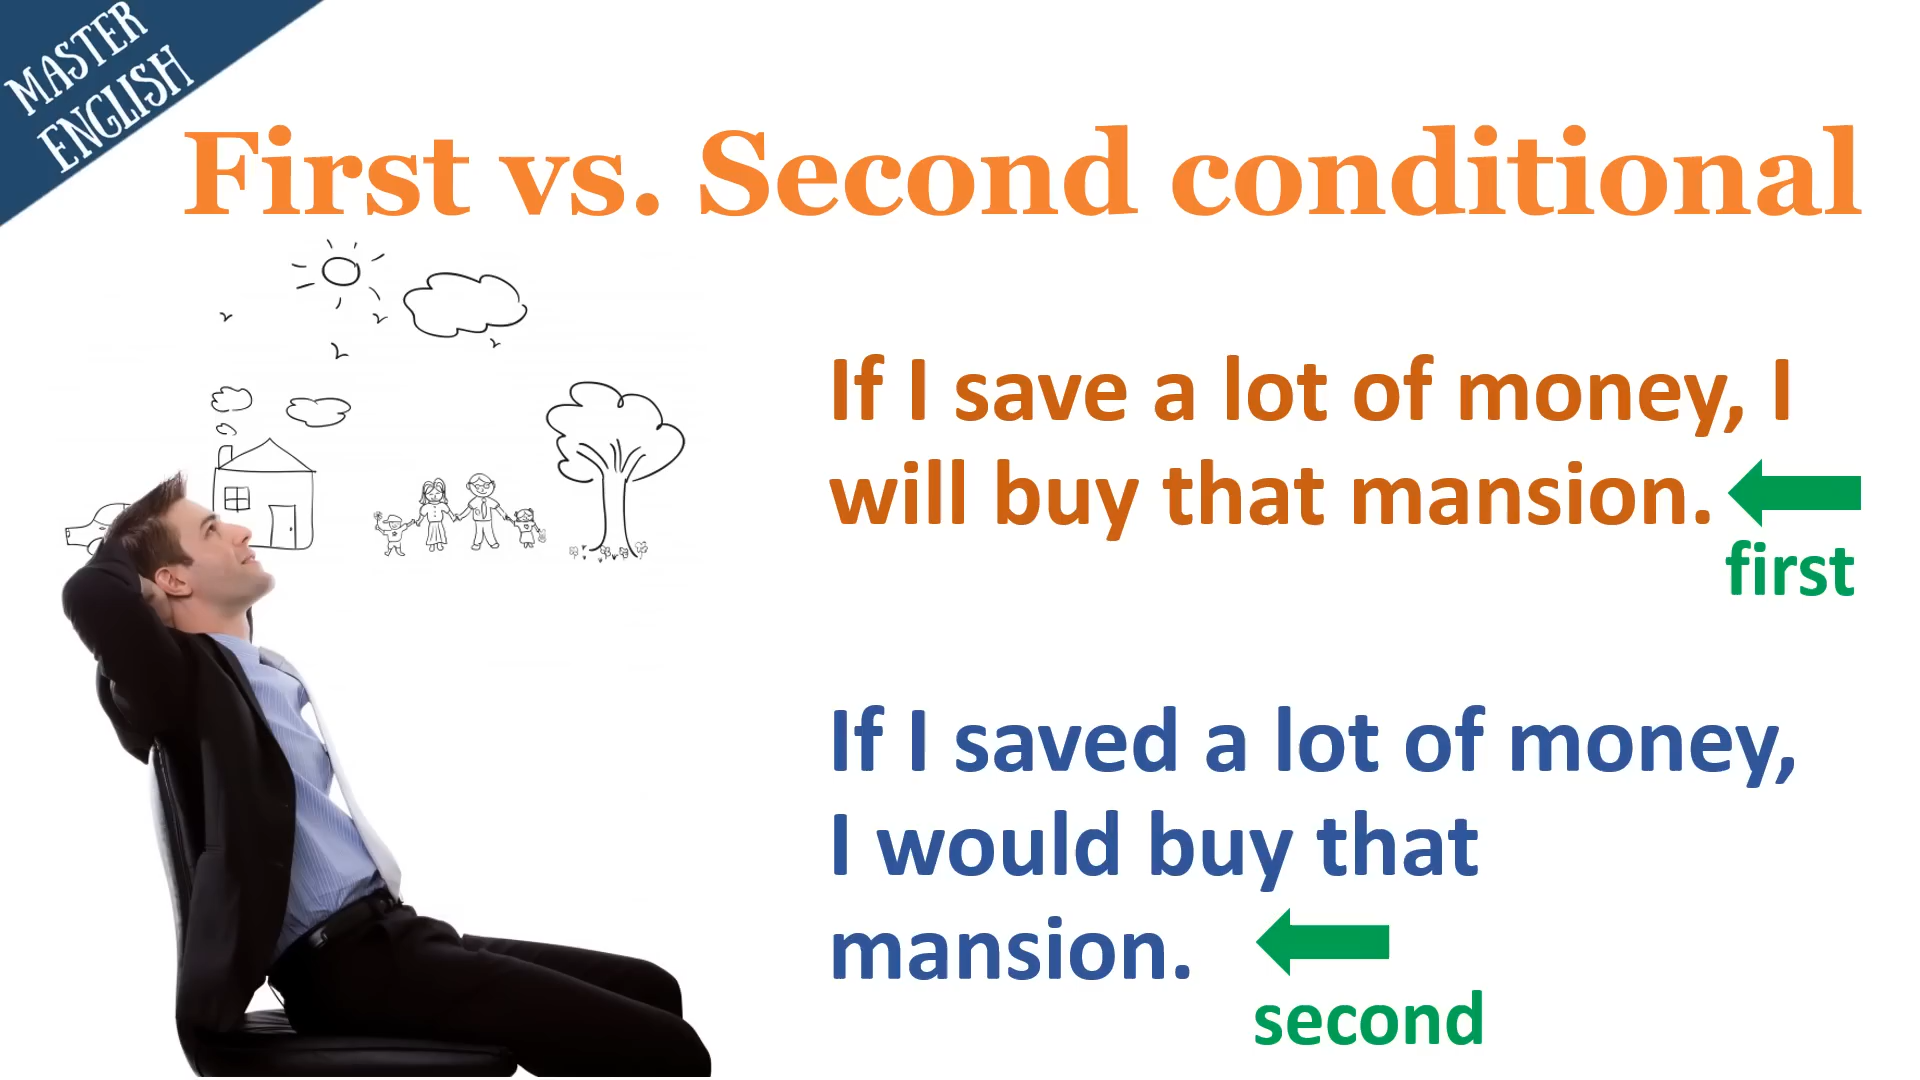 MASTER
ENGLISH
First vs. Second conditional
If I save a lot of money, I
will buy that mansion.
first
If I saved a lot of money,
I would buy that
mansion.
second